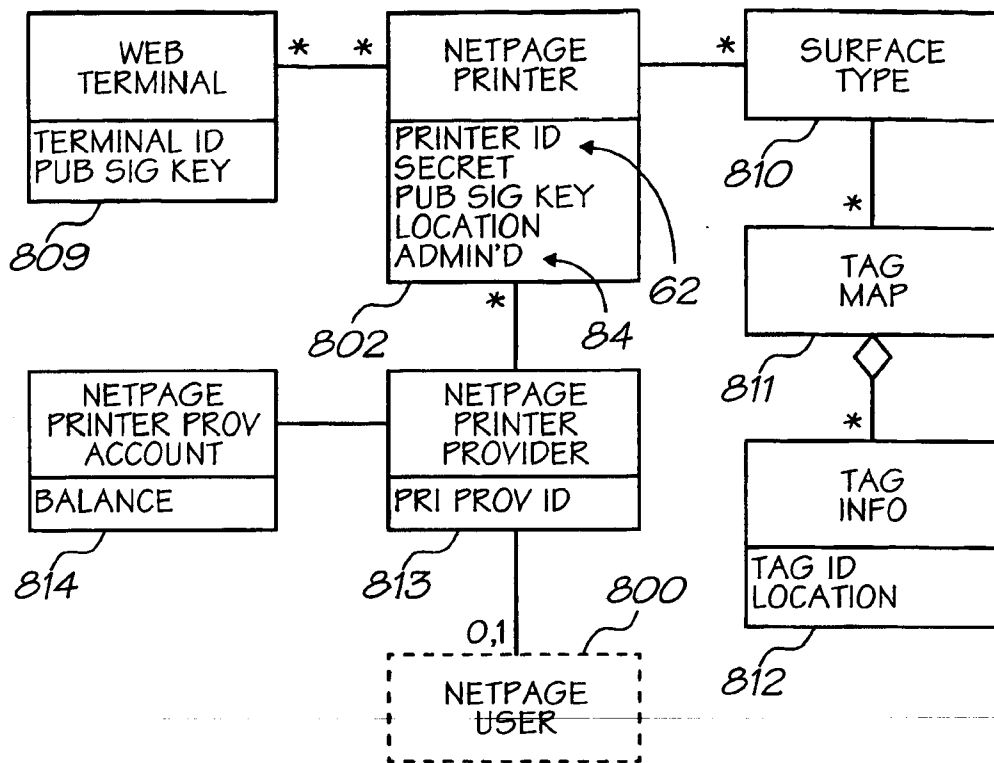 WEB
TERMINAL
TERMINAL ID
PUB SIG KEY
809
* *
NETPAGE
PRINTER
PRINTER ID
SECRET
PUB SIG KEY
LOCATION
ADMIN'D
62
84
802
*
*
SURFACE
TYPE
810
*
TAG
MAP
811
*
TAG
INFO
TAG ID
LOCATION
812
NETPAGE
PRINTER PROV
ACCOUNT
BALANCE
814
NETPAGE
PRINTER
PROVIDER
PRI PROV ID
813
0,1
800
NETPAGE
USER